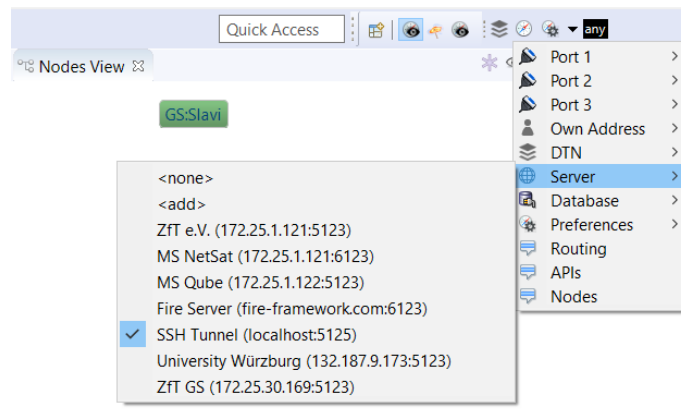 Quick Access
any
Nodes View
GS:Slavi
Port 1
Port 2
Port 3
Own Address
DTN
Server
Database
Preferences
Routing
APIs
Nodes
<none>
<add>
ZfT e.V. (172.25.1.121:5123)
MS NetSat (172.25.1.121:6123)
MS Qube (172.25.1.122:5123)
Fire Server (fire-framework.com:6123)
SSH Tunnel (localhost:5125)
University Würzburg (132.187.9.173:5123)
ZfT GS (172.25.30.169:5123)